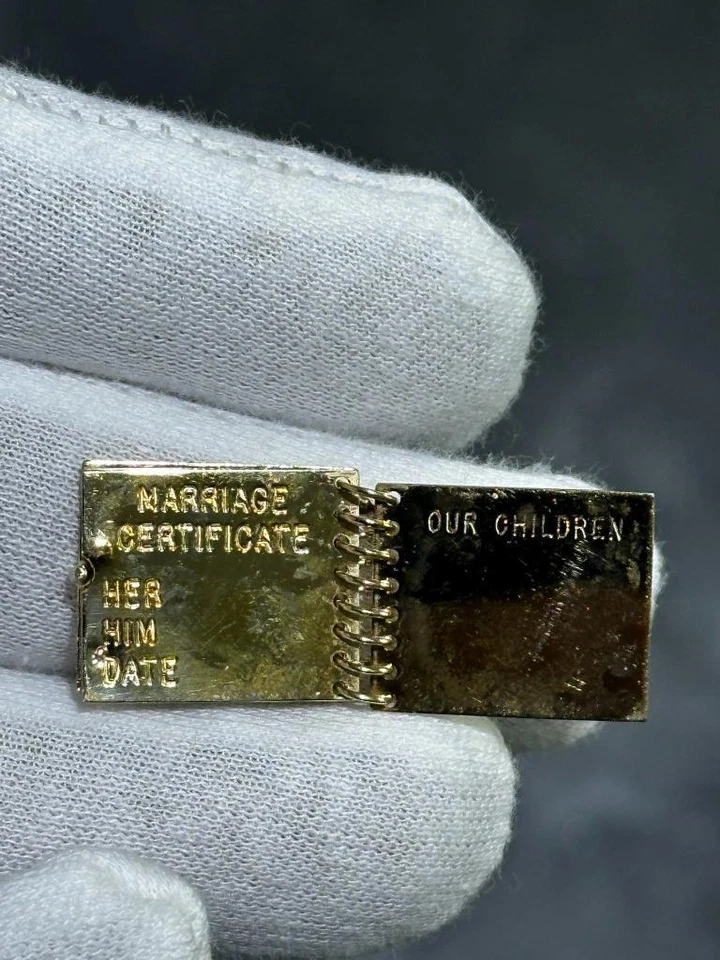 MARRIAGE
CERTIFICATE
HER
HIM
DATE
OUR CHILDREN